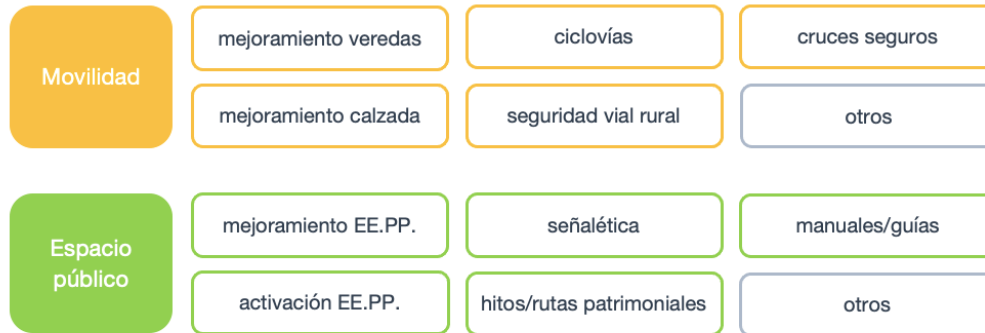 Movilidad
mejoramiento veredas
ciclovías
cruces seguros
mejoramiento calzada
seguridad vial rural
otros
Espacio
público
mejoramiento EE.PP.
señalética
manuales/guías
activación EE.PP.
hitos/rutas patrimoniales
otros